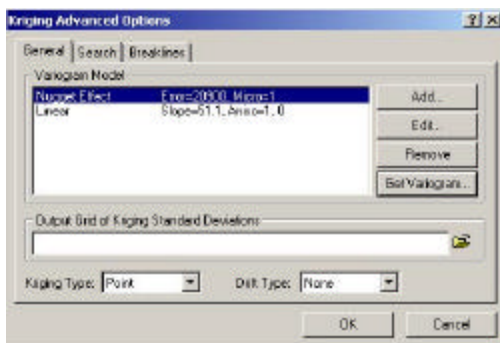 Kriging Advanced Options
General Search Breaklines
Variogram Model
Nugget Effect Error=20900, Micro=1
Linear Slope=51.1, Aniso=1, 0
Add...
Edit...
Remove
Get Variogram...
Output Grid of Kriging Standard Deviations
Kriging Type: Point Drift Type: None
OK Cancel